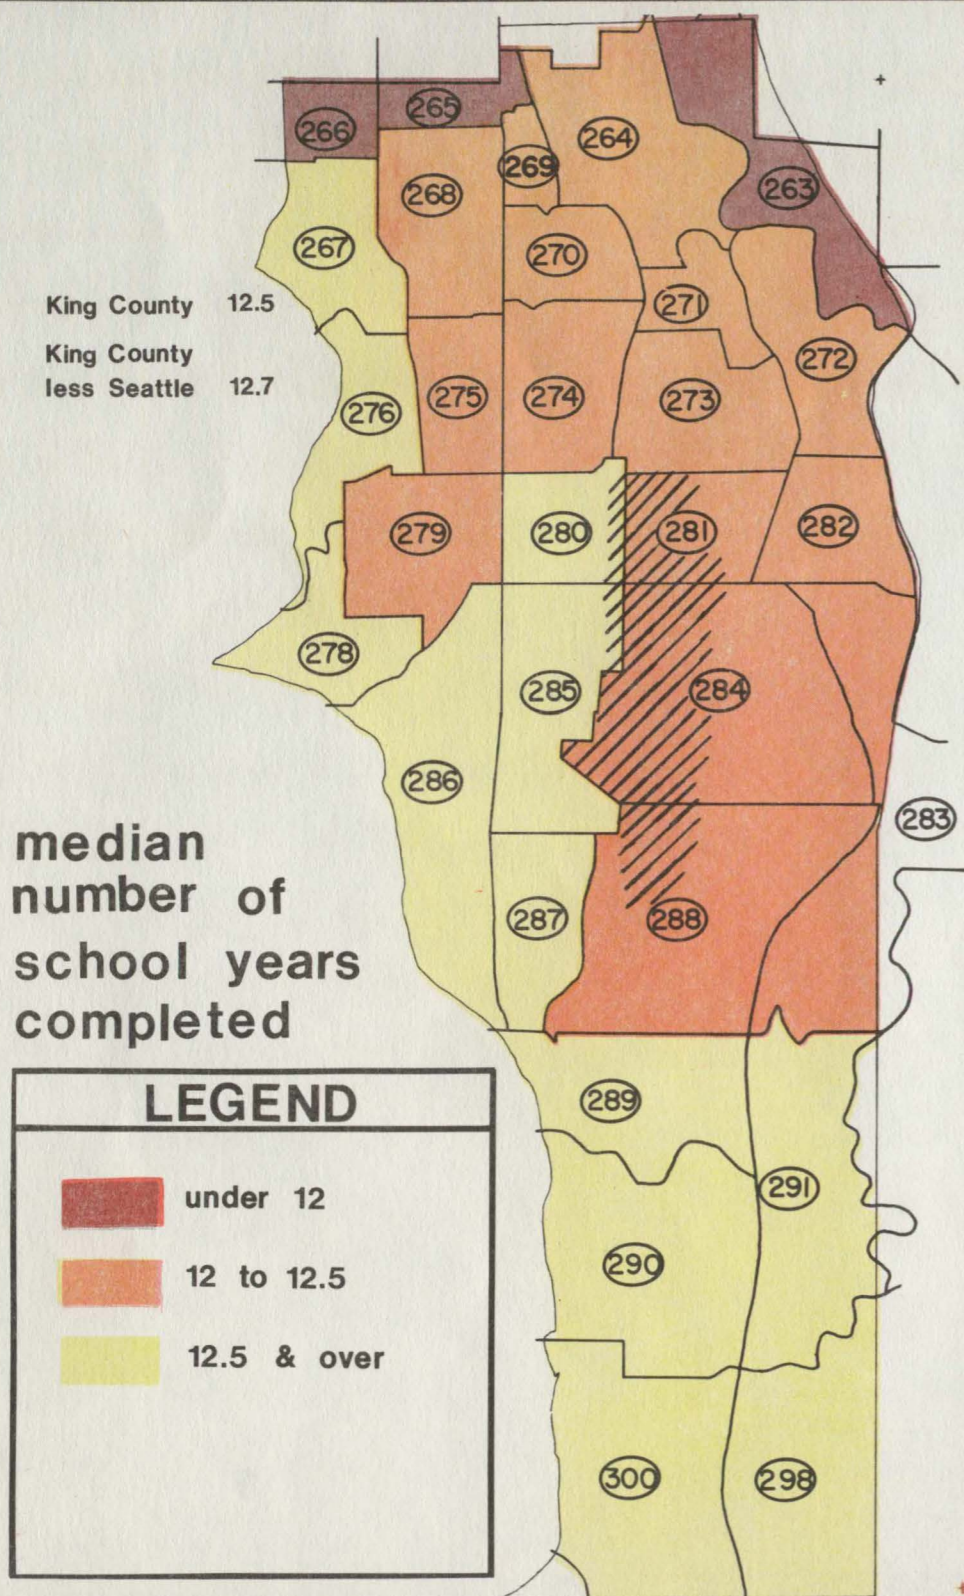 266
265
264
263
269
268
267
270
271
King County 12.5
King County
less Seattle 12.7
272
276
275
274
273
279
280
281
282
278
285
284
286
283
median
number of
school years
completed
287
288
LEGEND
289
under 12
291
12 to 12.5
290
12.5 & over
300
298